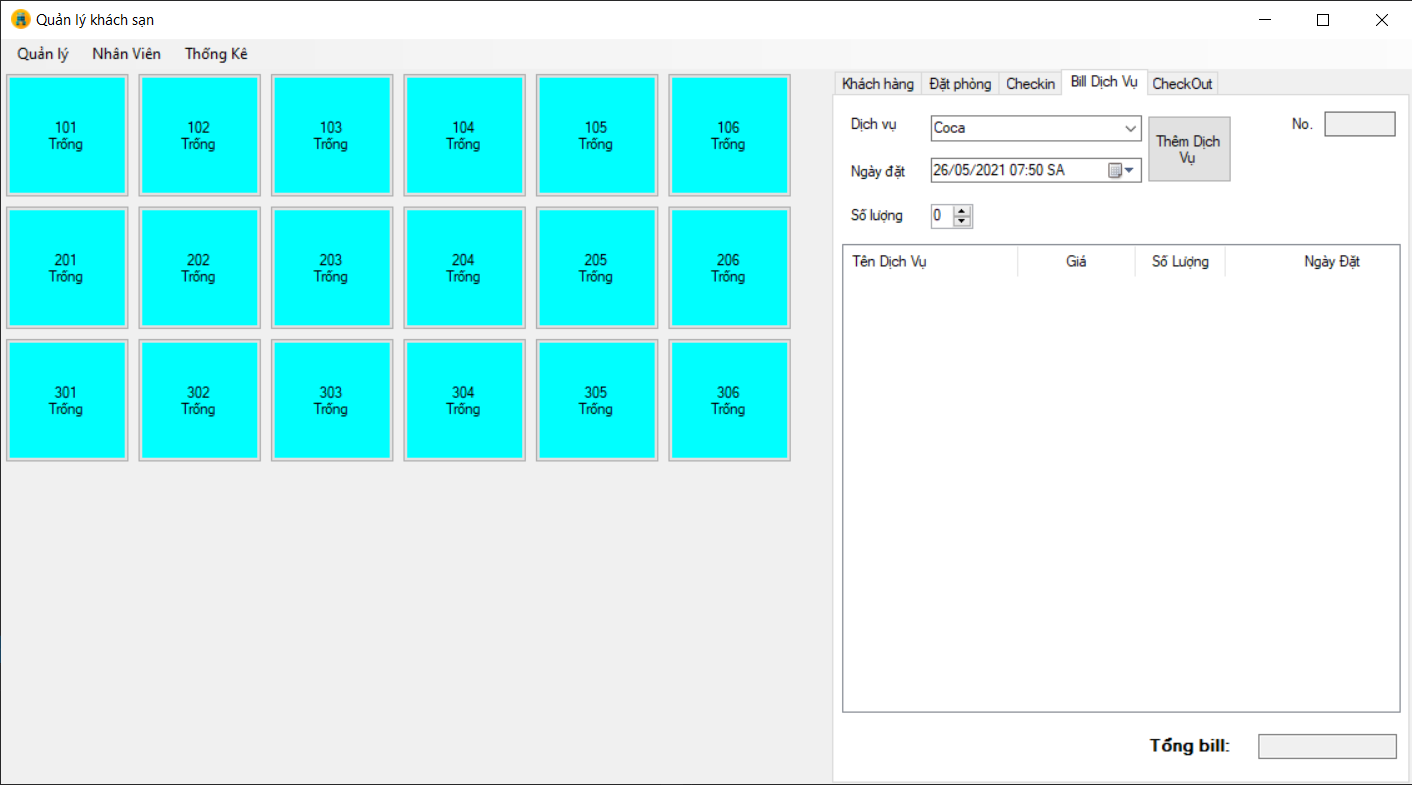 Quản lý khách sạn
Quản lý Nhân Viên Thống Kê
101
Trống
102
Trống
103
Trống
104
Trống
105
Trống
106
Trống
201
Trống
202
Trống
203
Trống
204
Trống
205
Trống
206
Trống
301
Trống
302
Trống
303
Trống
304
Trống
305
Trống
306
Trống
Khách hàng Đặt phòng Checkin Bill Dịch Vụ CheckOut
Dịch vụ Coca
Thêm Dịch
Vụ
No.
Ngày đặt 26/05/2021 07:50 SA
Số lượng 0
Tên Dịch Vụ Giá Số Lượng Ngày Đặt
Tổng bill: